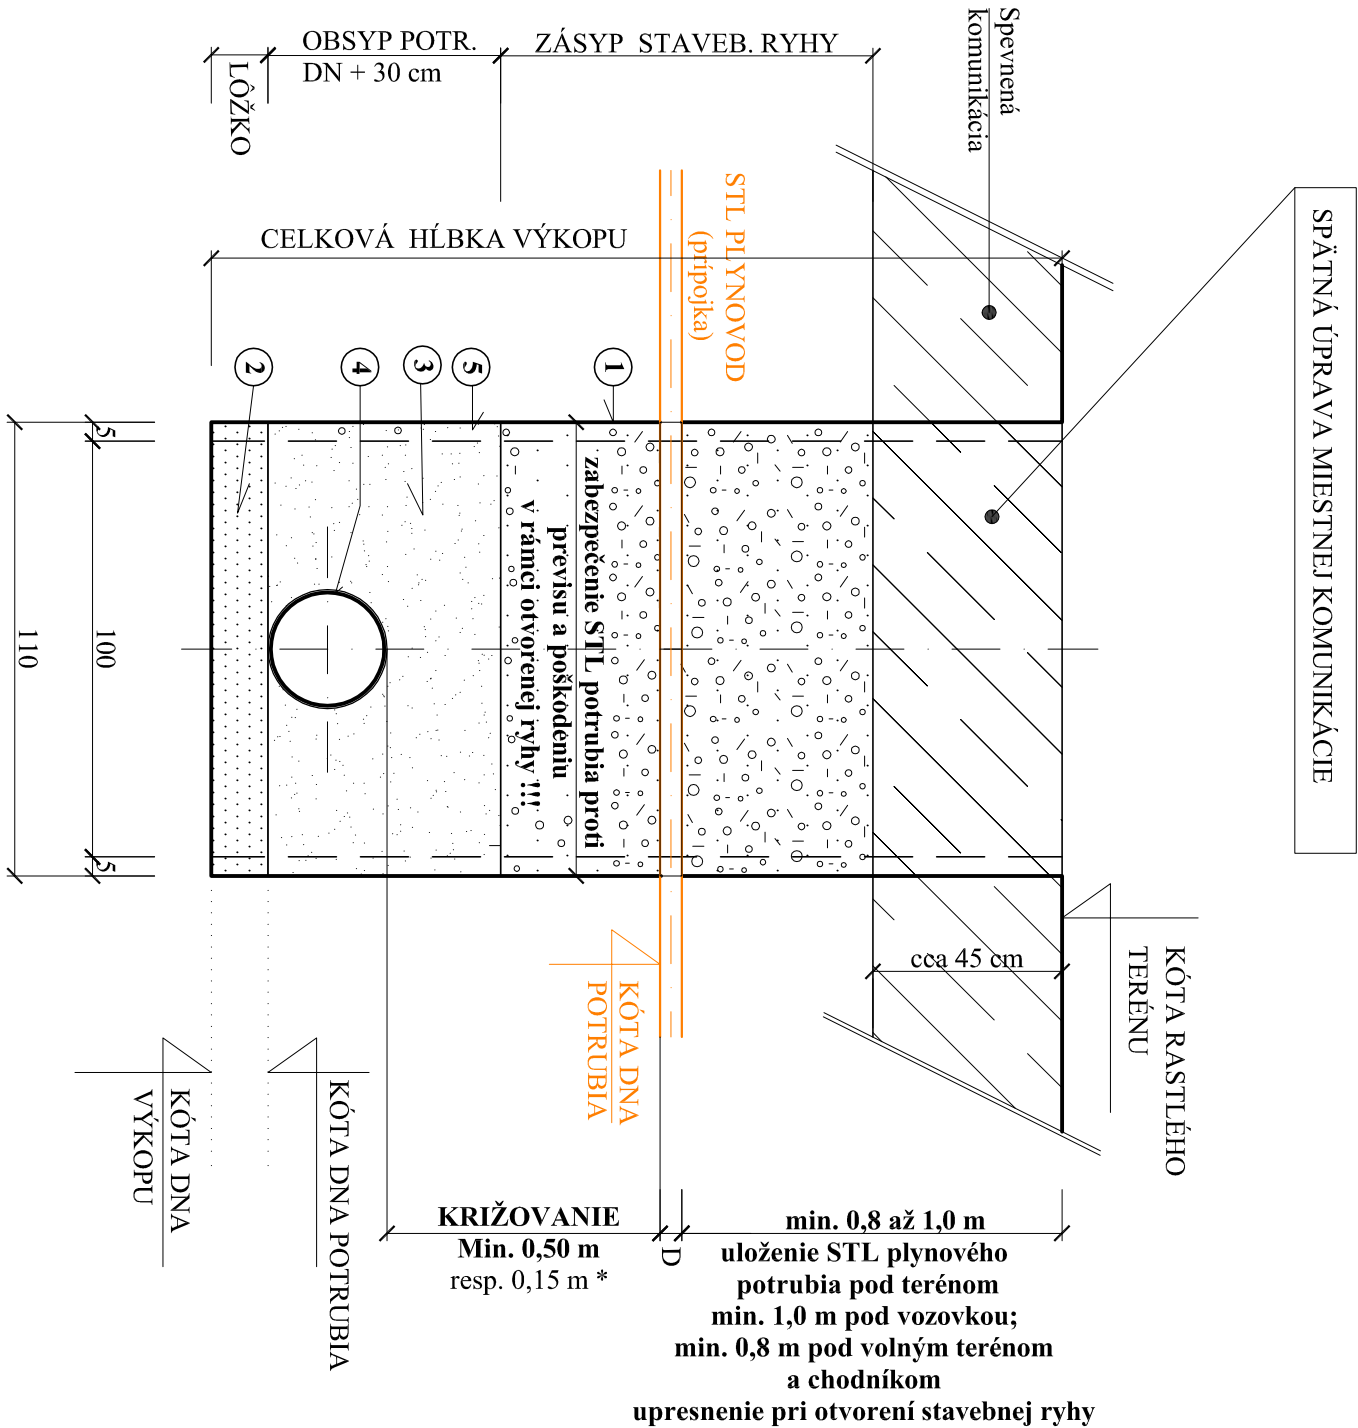 OBSYP POTR.
DN + 30 cm
ZÁSYP STAVEB. RYHY
LÔŽKO
Spevnená
komunikácia
SPÄTNÁ ÚPRAVA MIESTNEJ KOMUNIKÁCIE
CELKOVÁ HĹBKA VÝKOPU
STL PLYNOVOD
(prípojka)
2
4
3
5
1
zabezpečenie STL potrubia proti
previsu a poškodeniu
v rámci otvorenej ryhy !!!
5
100
5
110
cca 45 cm
KÓTA RASTLÉHO
TERÉNU
KÓTA DNA
POTRUBIA
KÓTA DNA POTRUBIA
KÓTA DNA
VÝKOPU
KRIŽOVANIE
Min. 0,50 m
resp. 0,15 m *
D
min. 0,8 až 1,0 m
uloženie STL plynového
potrubia pod terénom
min. 1,0 m pod vozovkou;
min. 0,8 m pod volným terénom
a chodníkom
upresnenie pri otvorení stavebnej ryhy